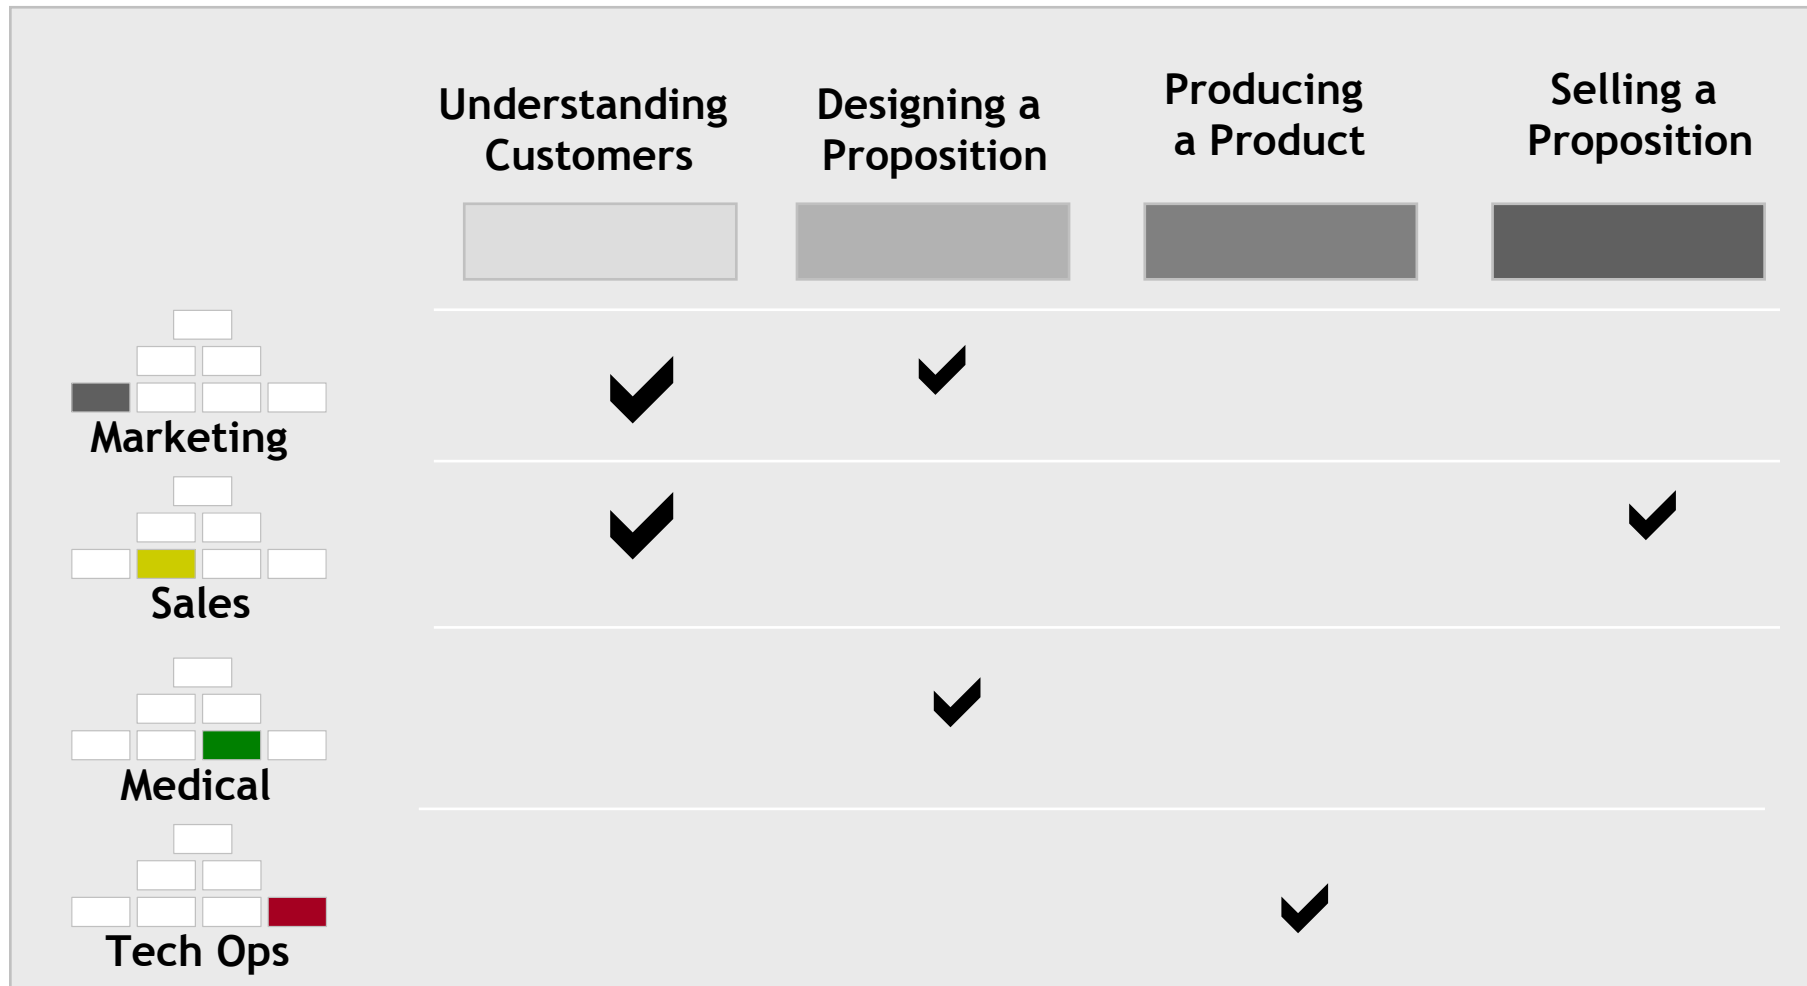 Understanding
Customers
Designing a
Proposition
Producing
a Product
Selling a
Proposition
Marketing
Sales
Medical
Tech Ops